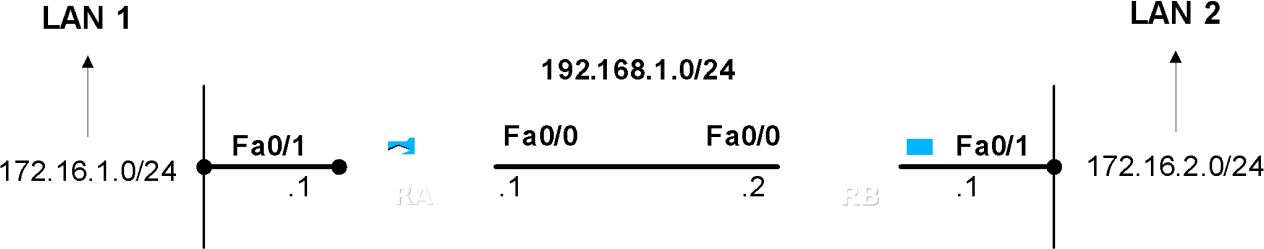 LAN 1
LAN 2
192.168.1.0/24
Fa0/1
Fa0/0
Fa0/0
Fa0/1
172.16.1.0/24
172.16.2.0/24
.1
.1
.2
.1
RA
RB